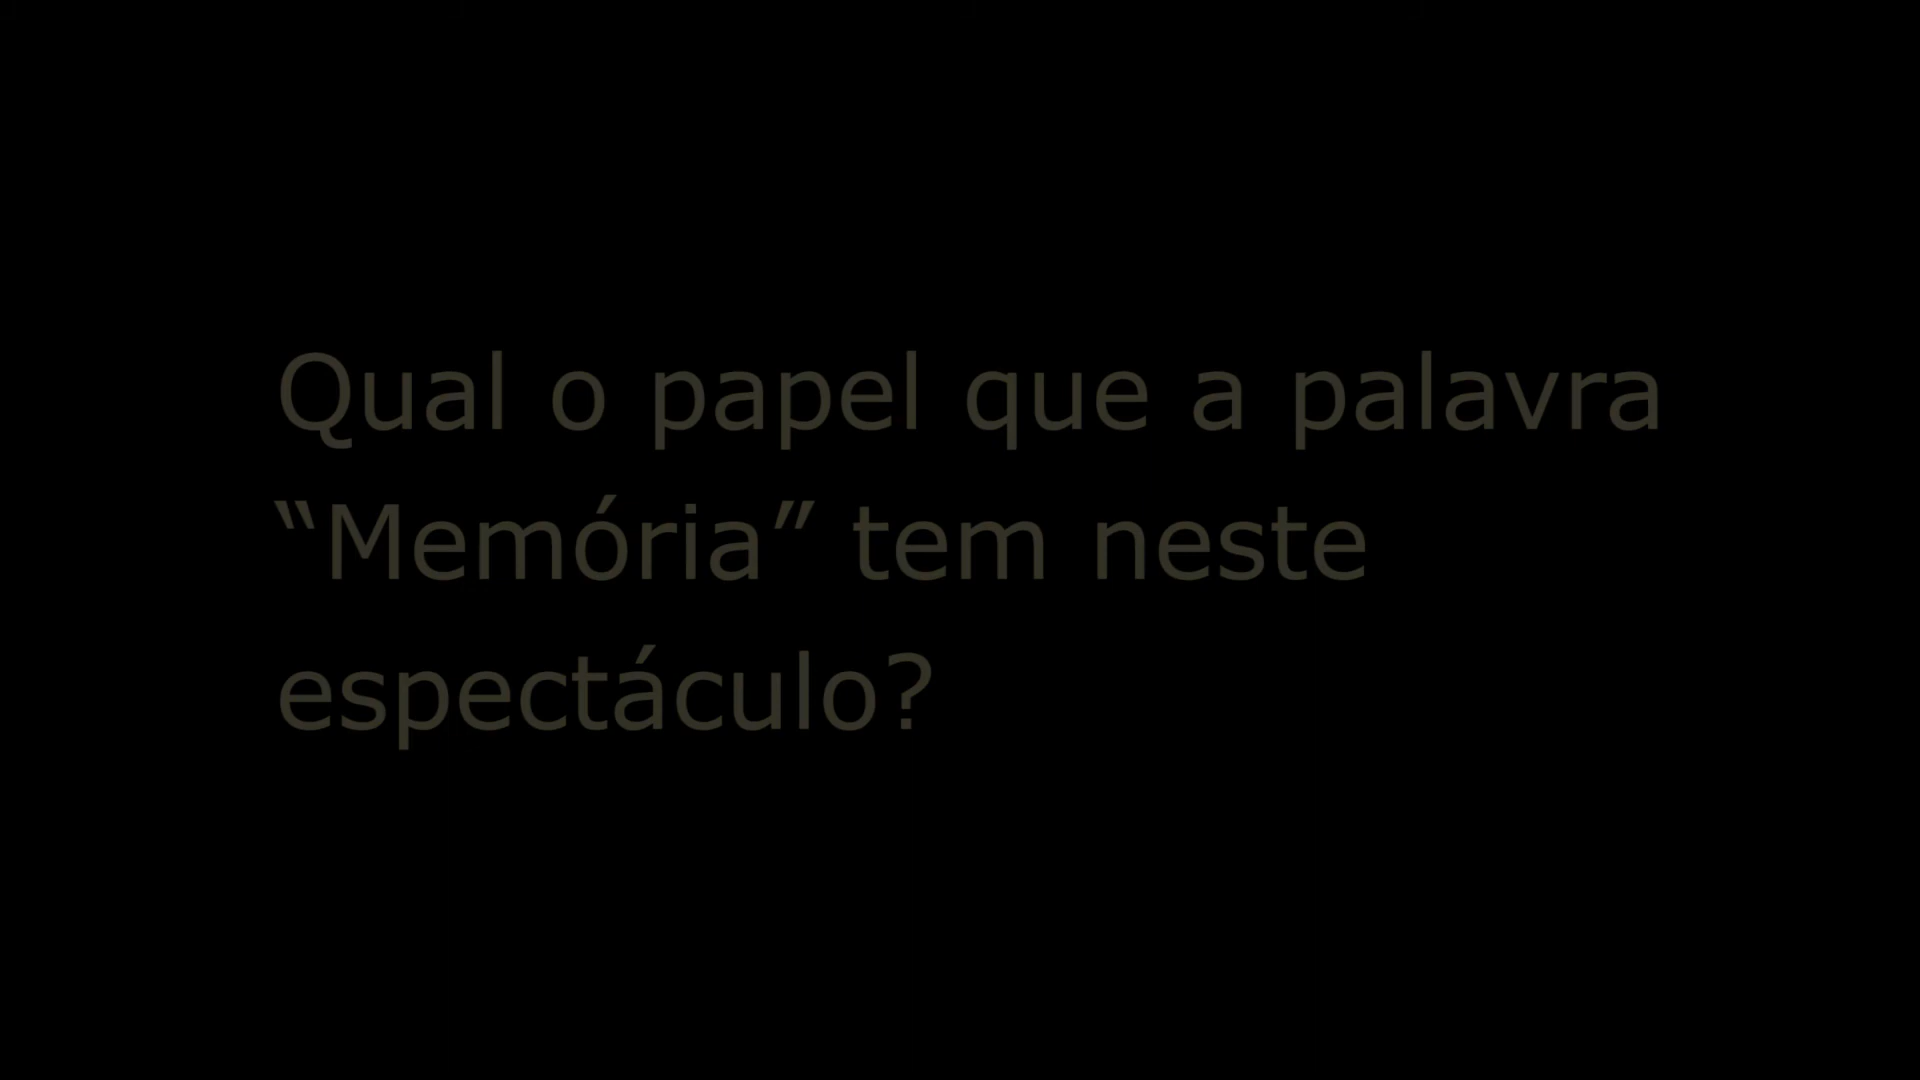 Qual o papel que a palavra
“Memória” tem neste
espectáculo?